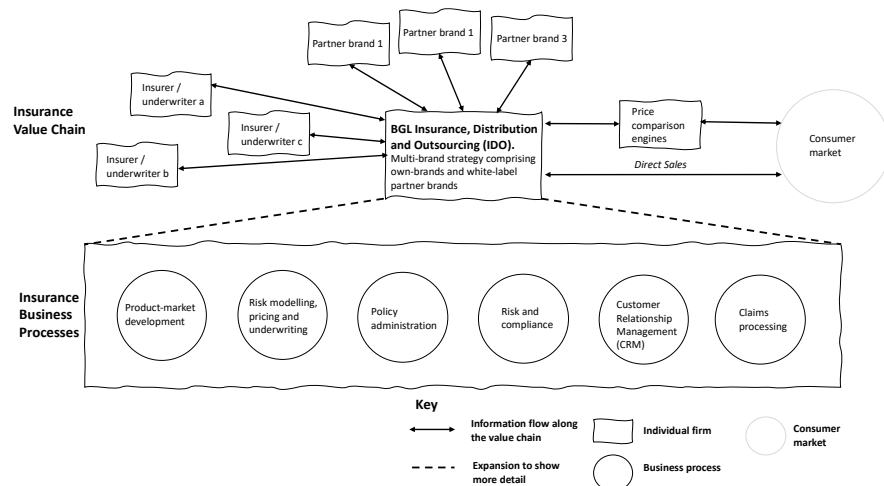 Partner brand 1
Partner brand 1
Partner brand 3
Insurer /
underwriter a
Insurer /
underwriter c
Insurer /
underwriter b
Insurance
Value Chain
BGL Insurance, Distribution
and Outsourcing (IDO).
Multi-brand strategy comprising
own-brands and white-label
partner brands
Price
comparison
engines
Direct Sales
Consumer
market
Insurance
Business
Processes
Product-market
development
Risk modelling,
pricing and
underwriting
Policy
administration
Risk and
compliance
Customer
Relationship
Management
(CRM)
Claims
processing
Key
Information flow along
the value chain
Individual firm
Consumer
market
Expansion to show
more detail
Business process